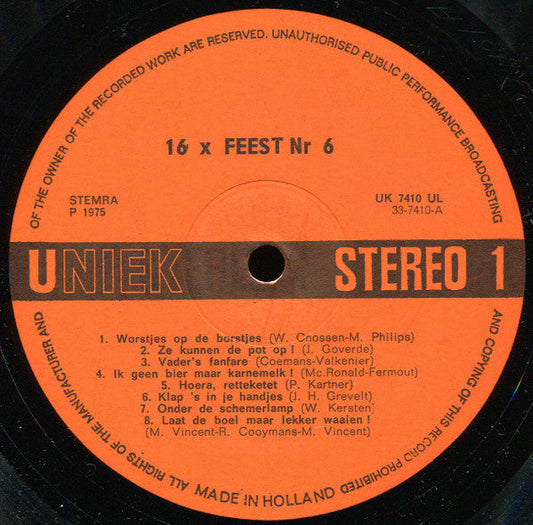 ALL RIGHTS OF THE MANUFACTURER AND OF THE OWNER OF THE RECORDED WORK ARE RESERVED. UNAUTHORISED PUBLIC PERFORMANCE BROADCASTING AND COPYING OF THIS RECORD PROHIBITED
16 x FEEST Nr 6
STEMRA
P 1975
UK 7410 UL
33-7410-A
UNIEK
STEREO 1
1. Worstjes op de borstjes (W. Cnossen-M. Philips)
2. Ze kunnen de pot op! (J. Goverde)
3. Vader's fanfare (Coemans-Valkenier)
4. Ik geen bier maar karnemelk! (Mc.Ronald-Fermout)
5. Hoera, retteketet (P. Kartner)
6. Klap 's in je handjes (J. H. Grevelt)
7. Onder de schemerlamp (W. Kersten)
8. Laat de boel maar lekker waaien!
(M. Vincent-R. Cooymans-M. Vincent)
MADE IN HOLLAND